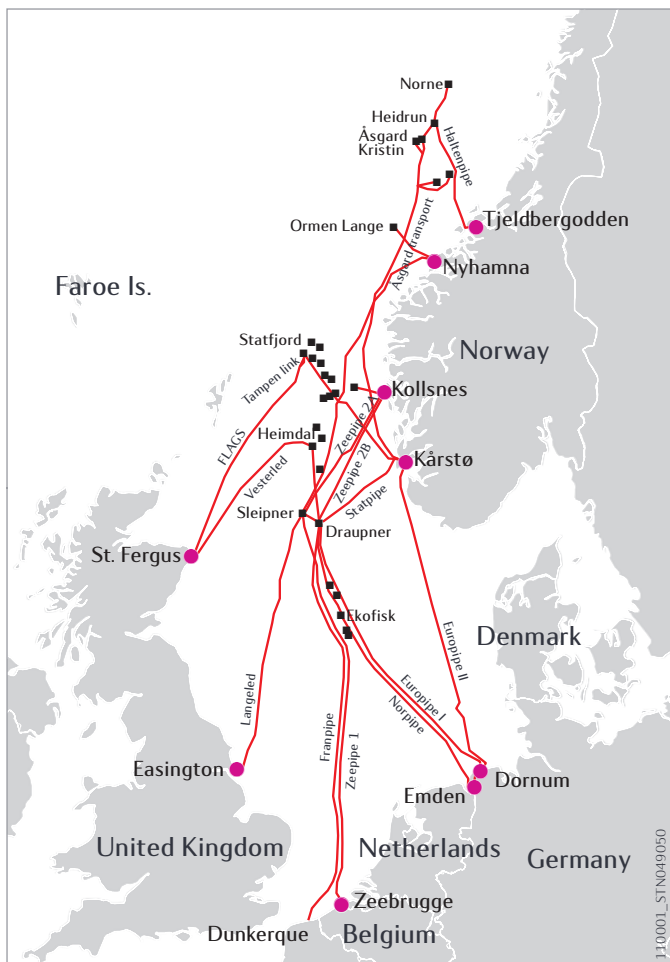 Norne
Heidrun
Åsgard
Kristin
Haltenpipe
Ormen Lange
Tjeldbergodden
Åsgard transport
Nyhamna
Faroe Is.
Statfjord
Norway
Tampen link
Kollsnes
FLAGS
Heimdal
Zeepipe 2A
Vesterled
Zeepipe 2B
Kårstø
Statpipe
Sleipner
Draupner
St. Fergus
Ekofisk
Denmark
Europipe II
Langeled
Europipe I
Norpipe
Franpipe
Zeepipe 1
Easington
Dornum
Emden
United Kingdom
Netherlands
Germany
Zeebrugge
Dunkerque
Belgium
110001_STN049050